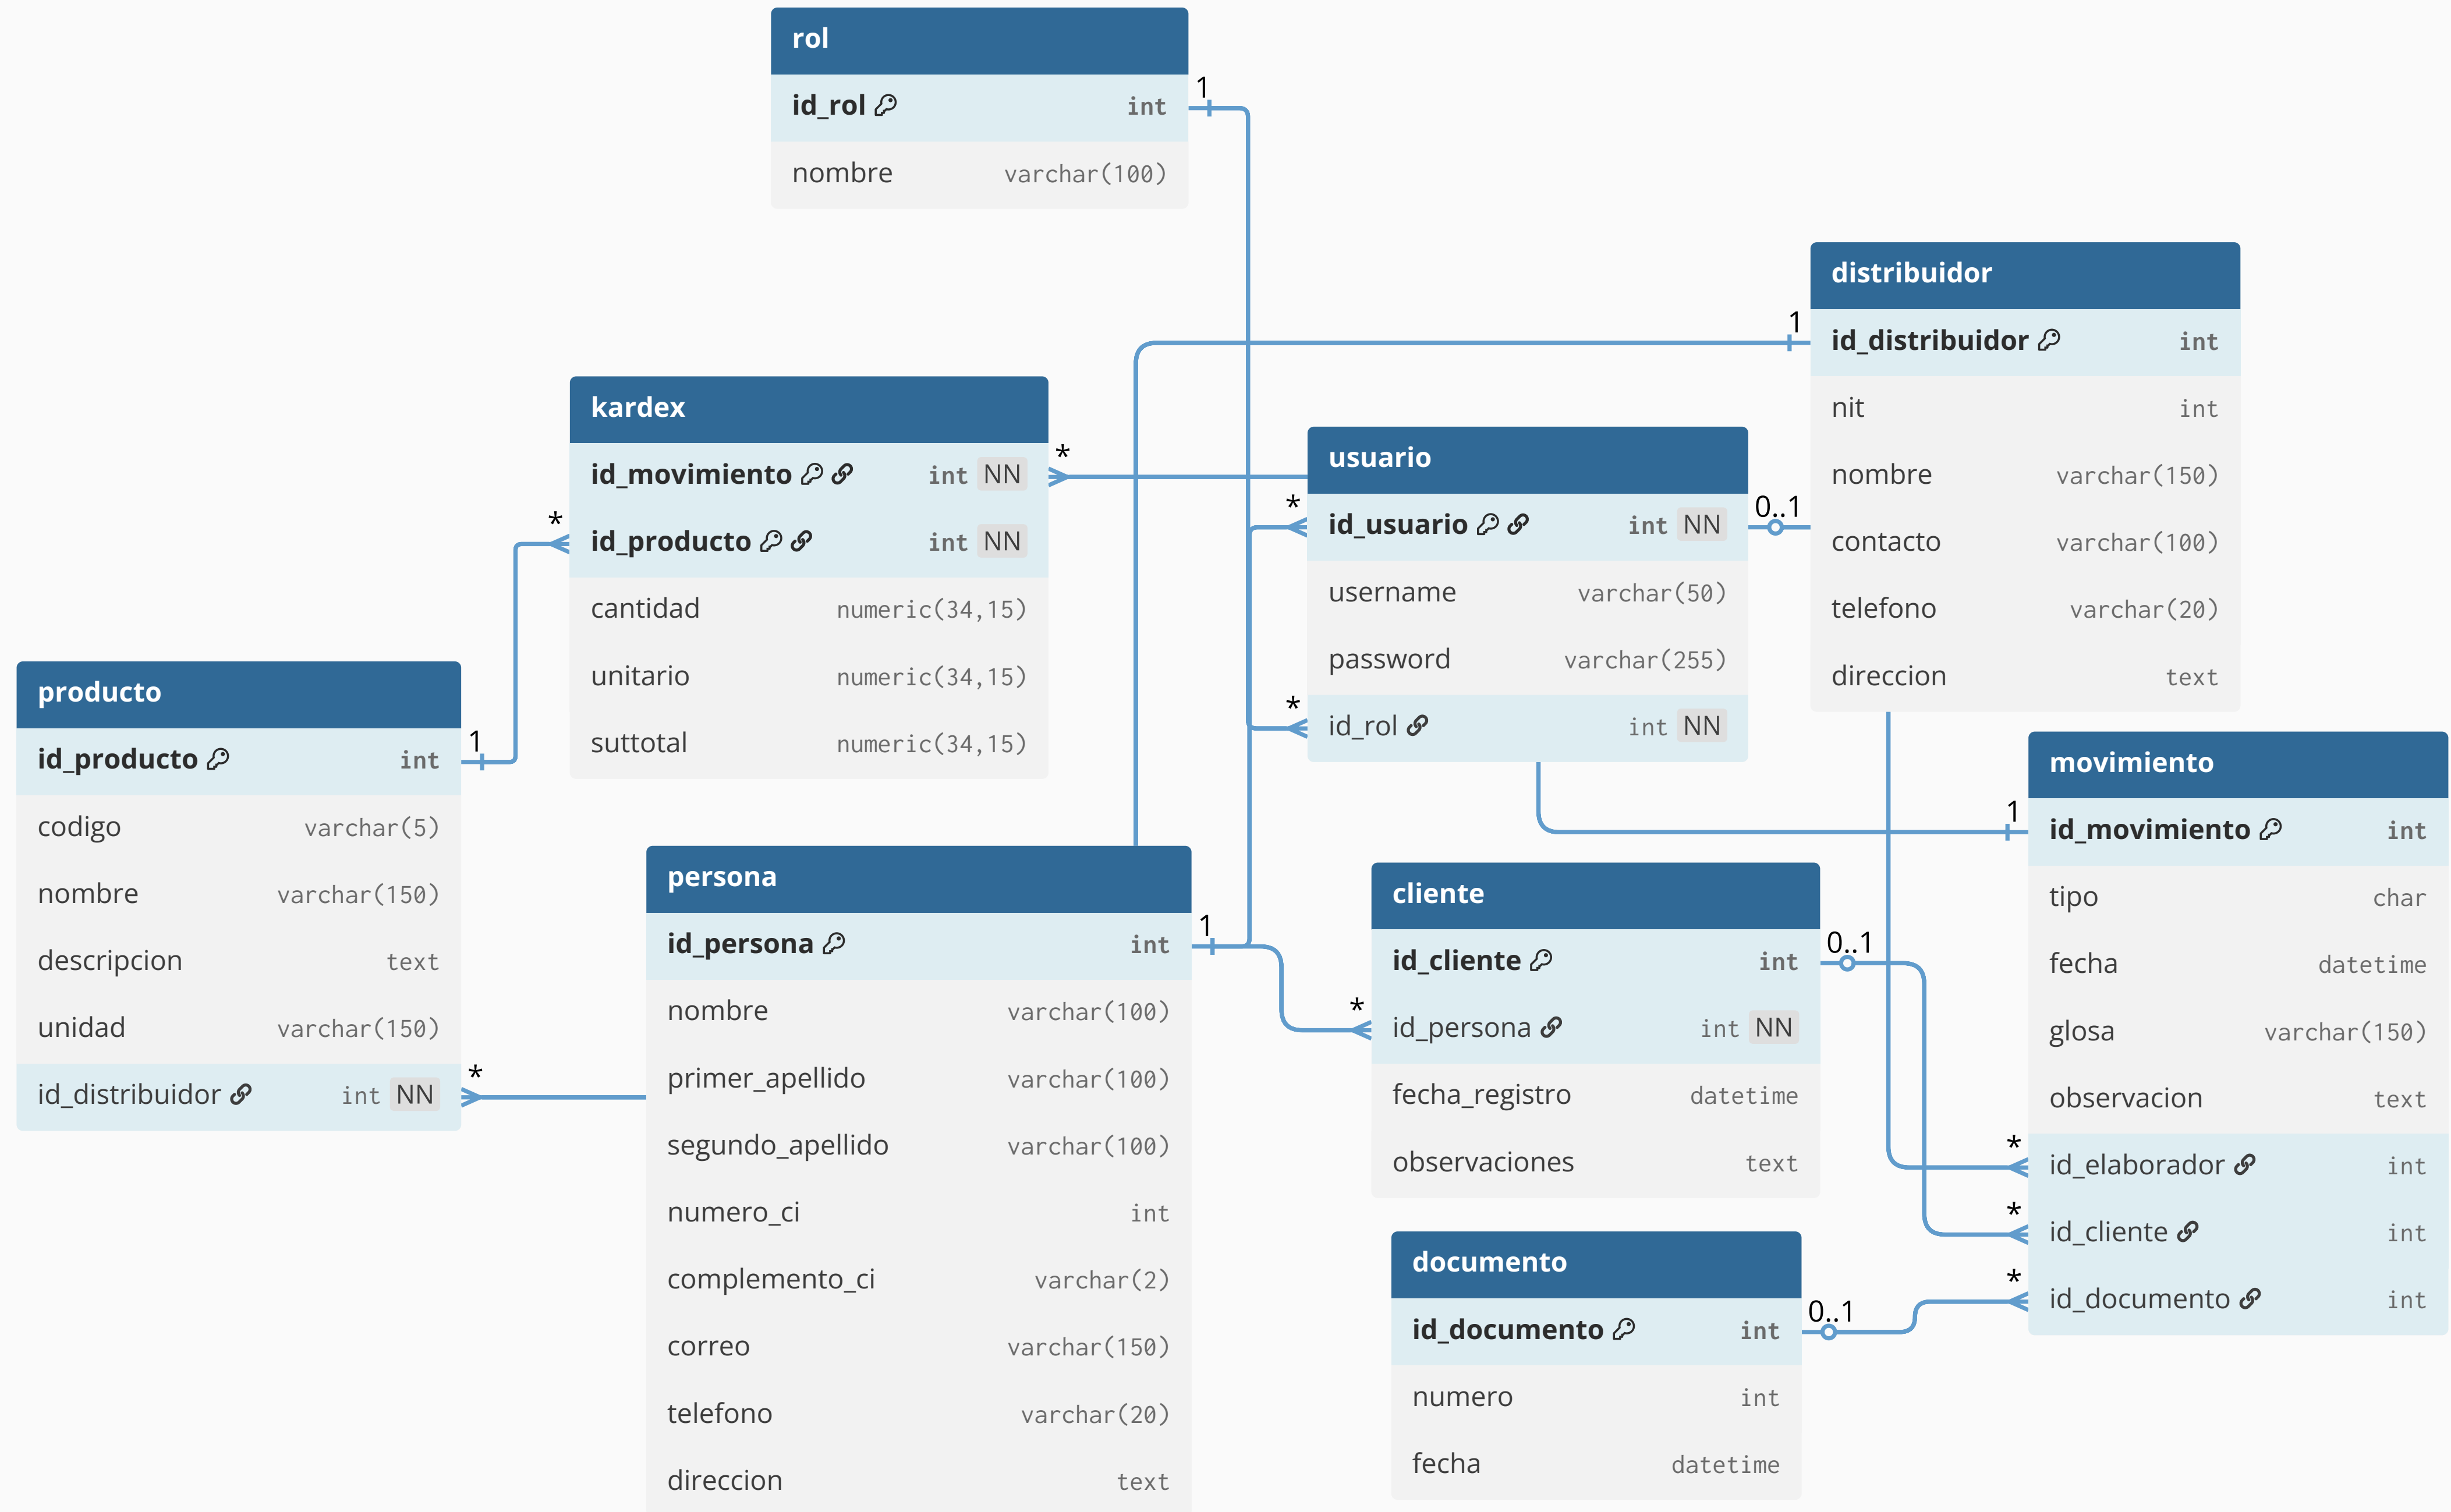 rol
id_rol int
nombre varchar(100)
1
distribuidor
id_distribuidor int
nit int
nombre varchar(150)
contacto varchar(100)
telefono varchar(20)
direccion text
1
kardex
id_movimiento int NN
id_producto int NN
cantidad numeric(34,15)
unitario numeric(34,15)
suttotal numeric(34,15)
*
*
usuario
id_usuario int NN
username varchar(50)
password varchar(255)
id_rol int NN
*
0..1
*
producto
id_producto int
codigo varchar(5)
nombre varchar(150)
descripcion text
unidad varchar(150)
id_distribuidor int NN
1
*
movimiento
id_movimiento int
tipo char
fecha datetime
glosa varchar(150)
observacion text
id_elaborador int
id_cliente int
id_documento int
1
*
*
*
persona
id_persona int
nombre varchar(100)
primer_apellido varchar(100)
segundo_apellido varchar(100)
numero_ci int
complemento_ci varchar(2)
correo varchar(150)
telefono varchar(20)
direccion text
1
cliente
id_cliente int
id_persona int NN
fecha_registro datetime
observaciones text
0..1
*
documento
id_documento int
numero int
fecha datetime
0..1